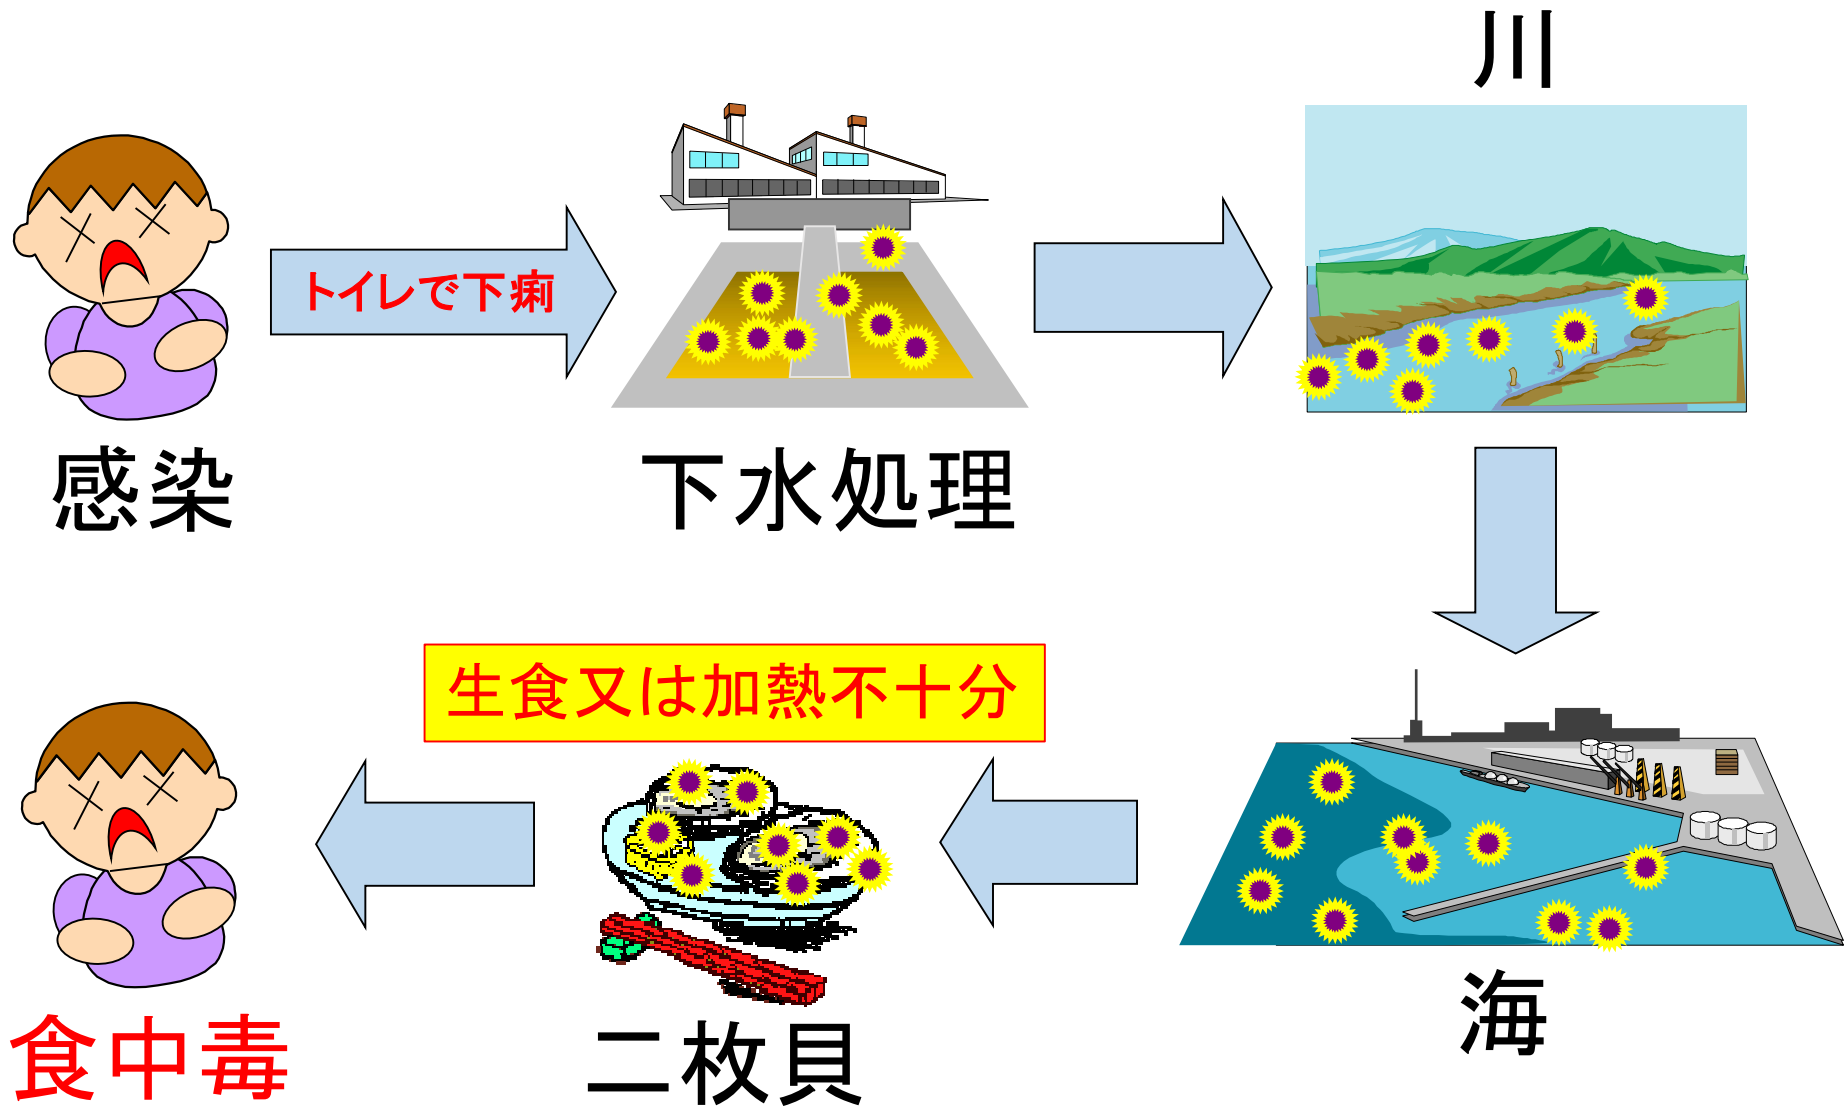 川
トイレで下痢
感染
下水処理
生食又は加熱不十分
海
二枚貝
食中毒